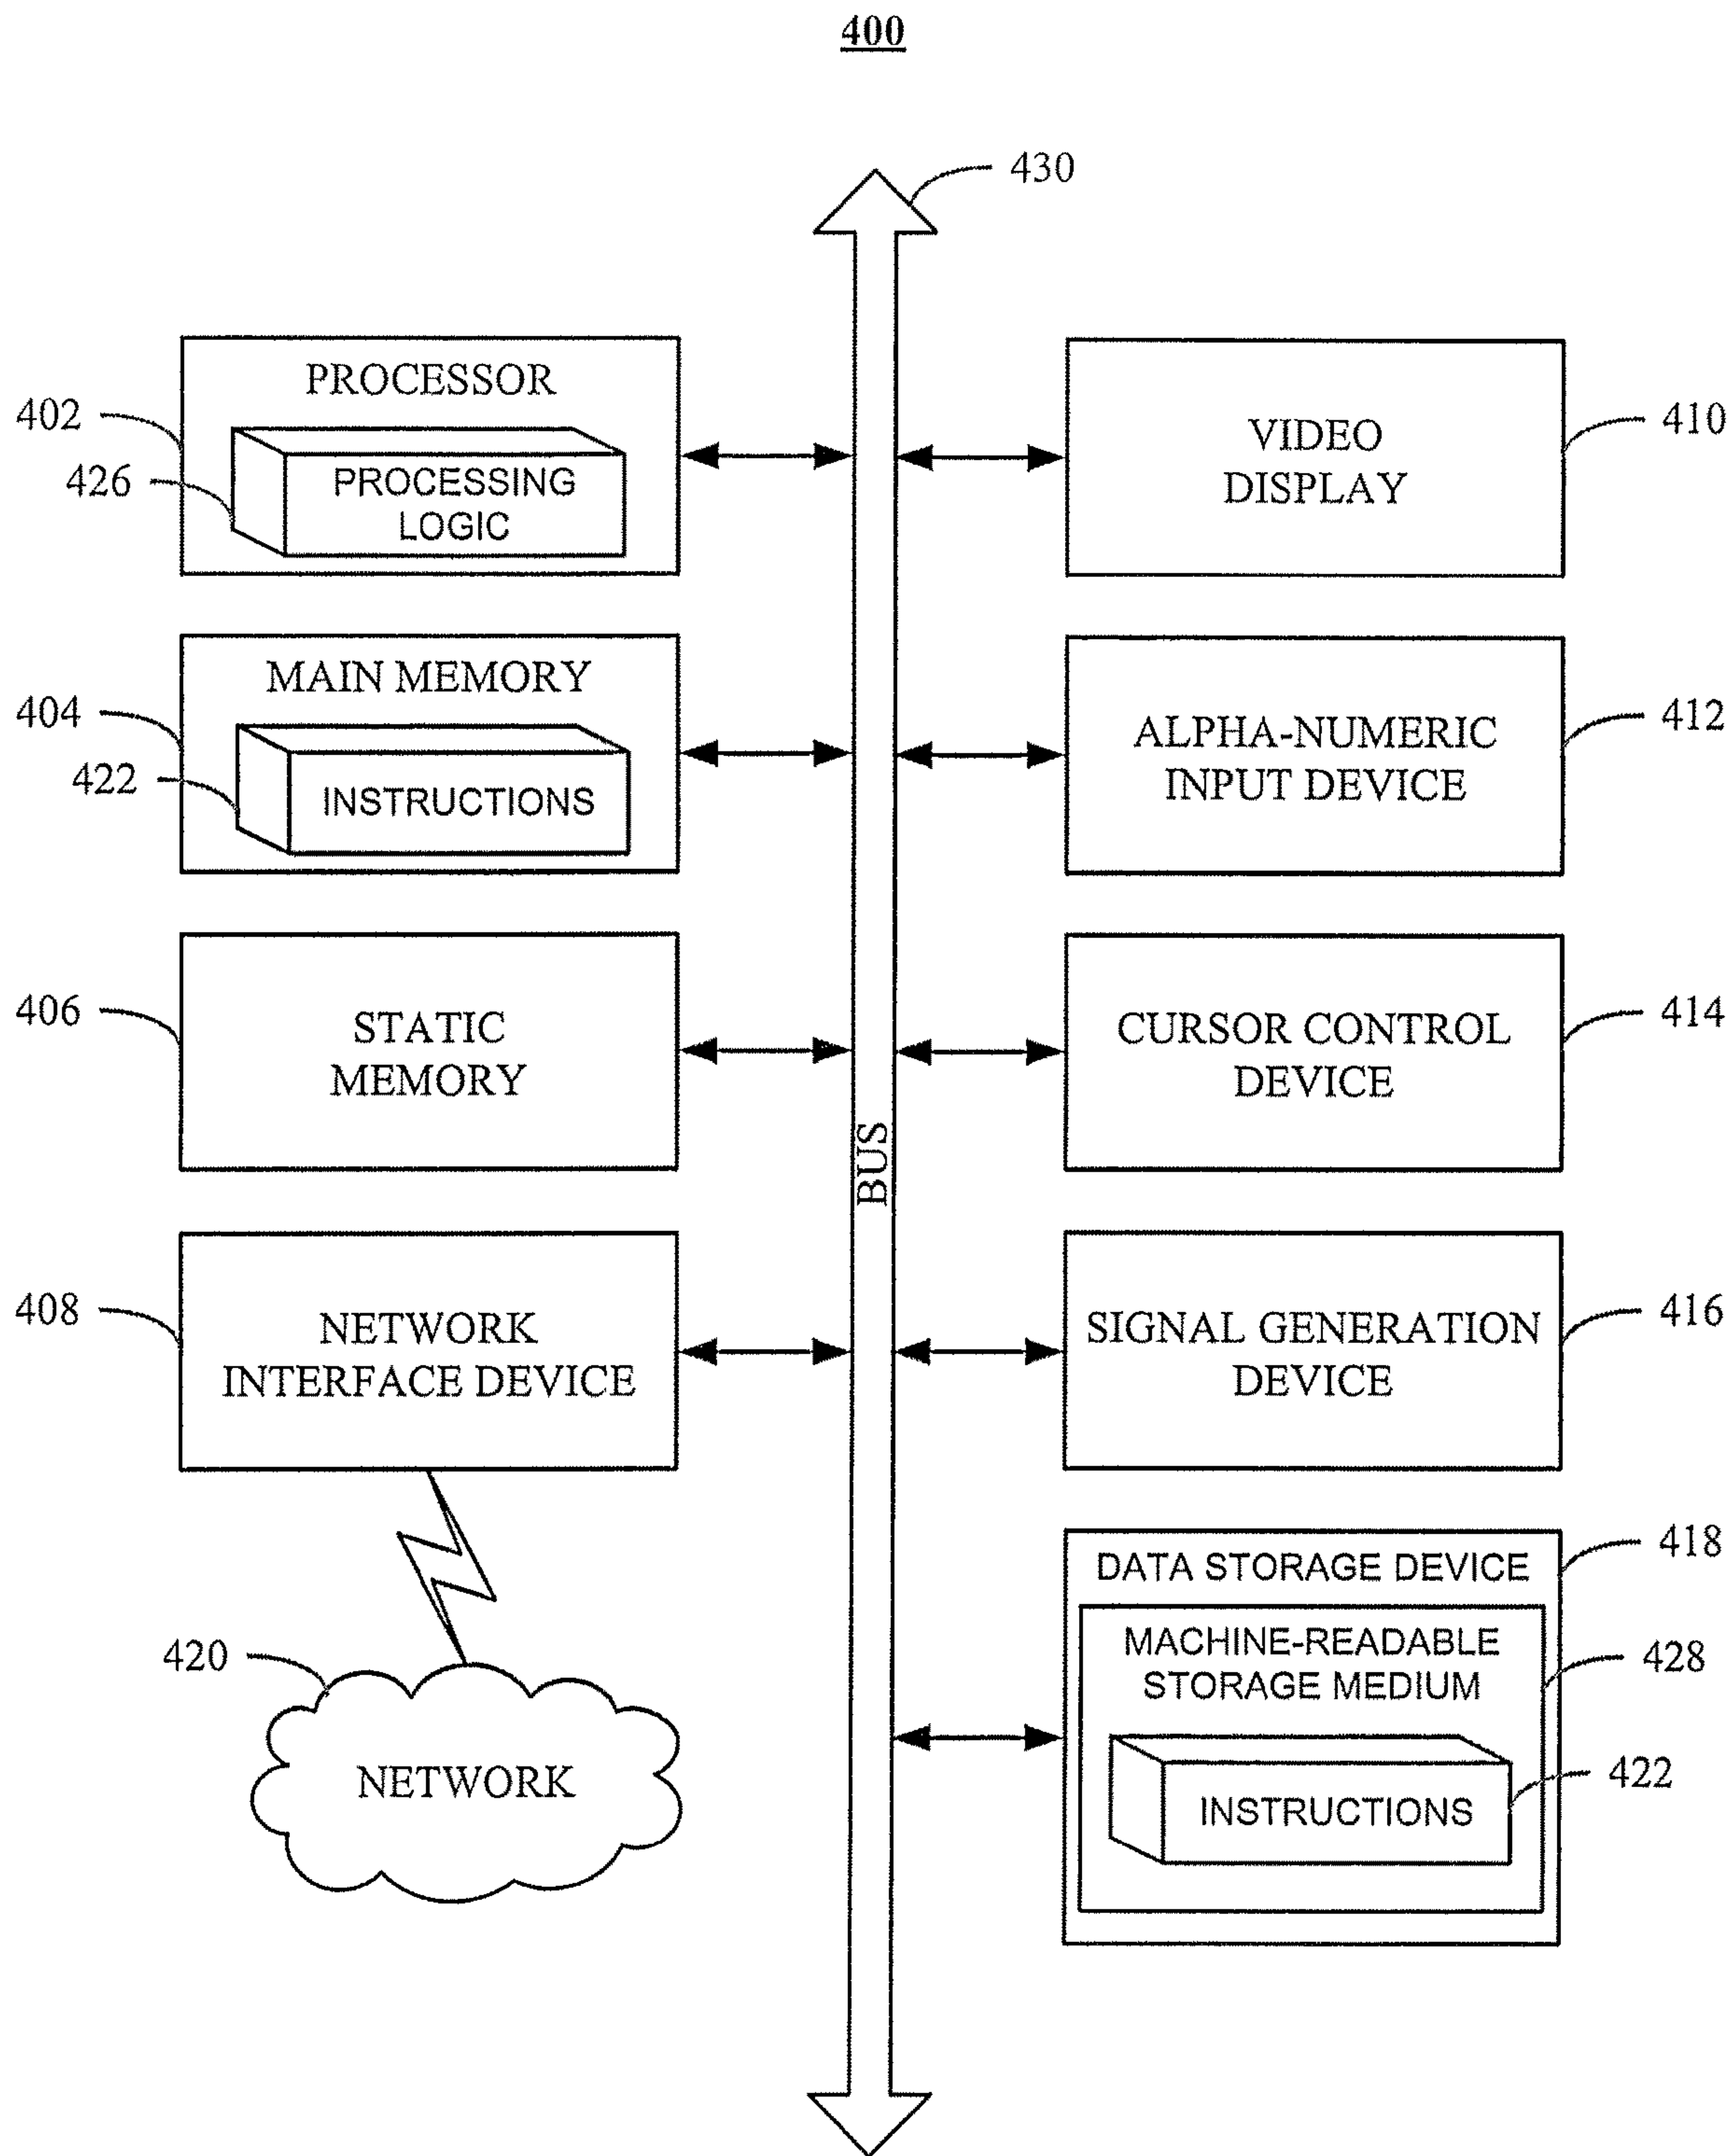 400
430
PROCESSOR
402
426
PROCESSING
LOGIC
VIDEO
DISPLAY
410
MAIN MEMORY
404
422
INSTRUCTIONS
ALPHA-NUMERIC
INPUT DEVICE
412
406
STATIC
MEMORY
CURSOR CONTROL
DEVICE
414
BUS
408
NETWORK
INTERFACE DEVICE
SIGNAL GENERATION
DEVICE
416
420
NETWORK
DATA STORAGE DEVICE
418
MACHINE-READABLE
STORAGE MEDIUM
428
INSTRUCTIONS
422